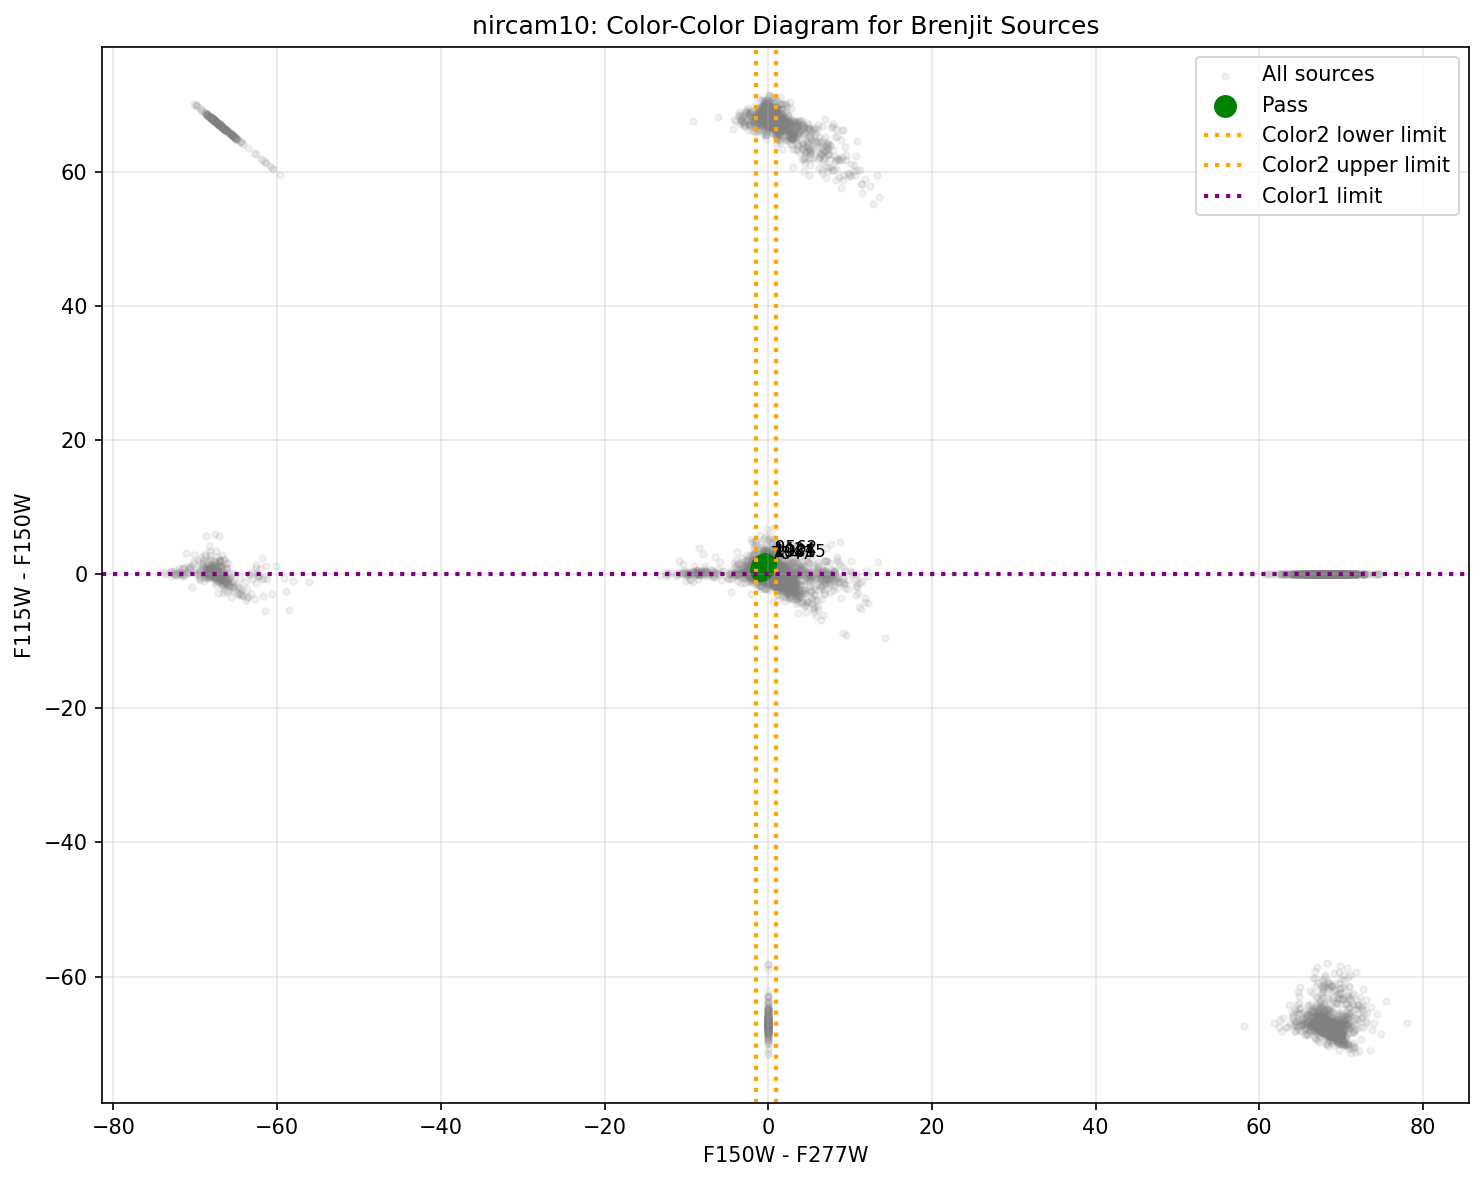 nircam10: Color-Color Diagram for Brenjit Sources
All sources
Pass
Color2 lower limit
Color2 upper limit
Color1 limit
F115W - F150W
60
40
20
0
−20
−40
−60
−80
−60
−40
−20
0
20
40
60
80
F150W - F277W